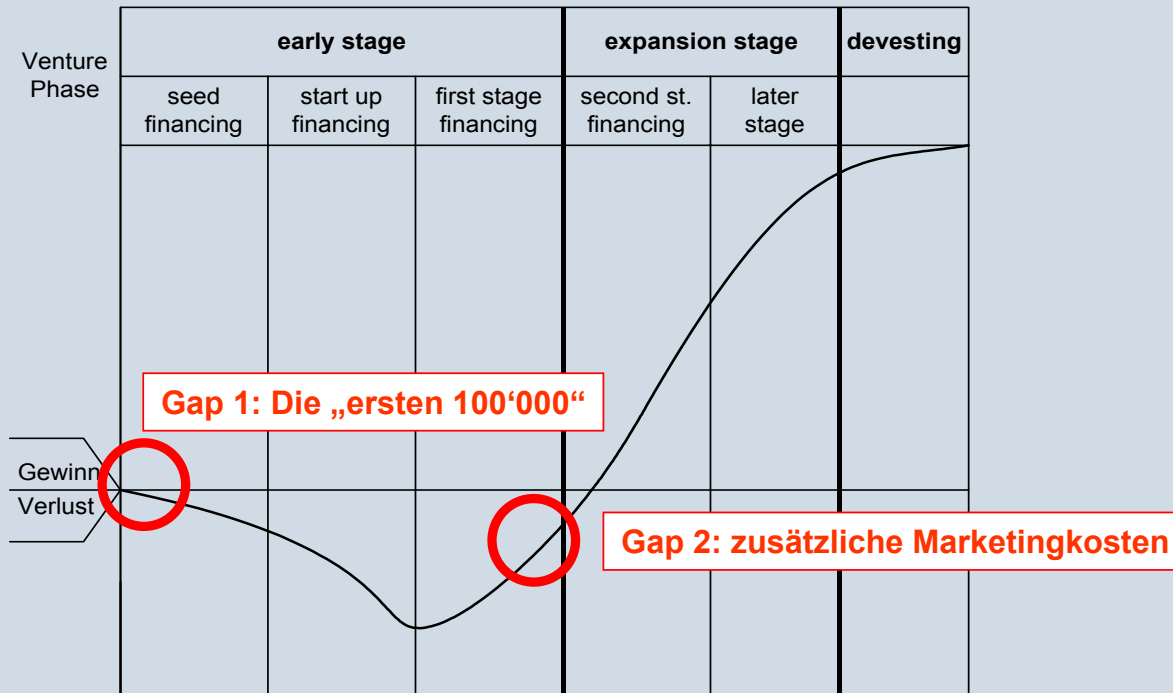 Venture
Phase
early stage
expansion stage
devesting
seed
financing
start up
financing
first stage
financing
second st.
financing
later
stage
Gap 1: Die „ersten 100‘000“
Gewinn
Verlust
Gap 2: zusätzliche Marketingkosten